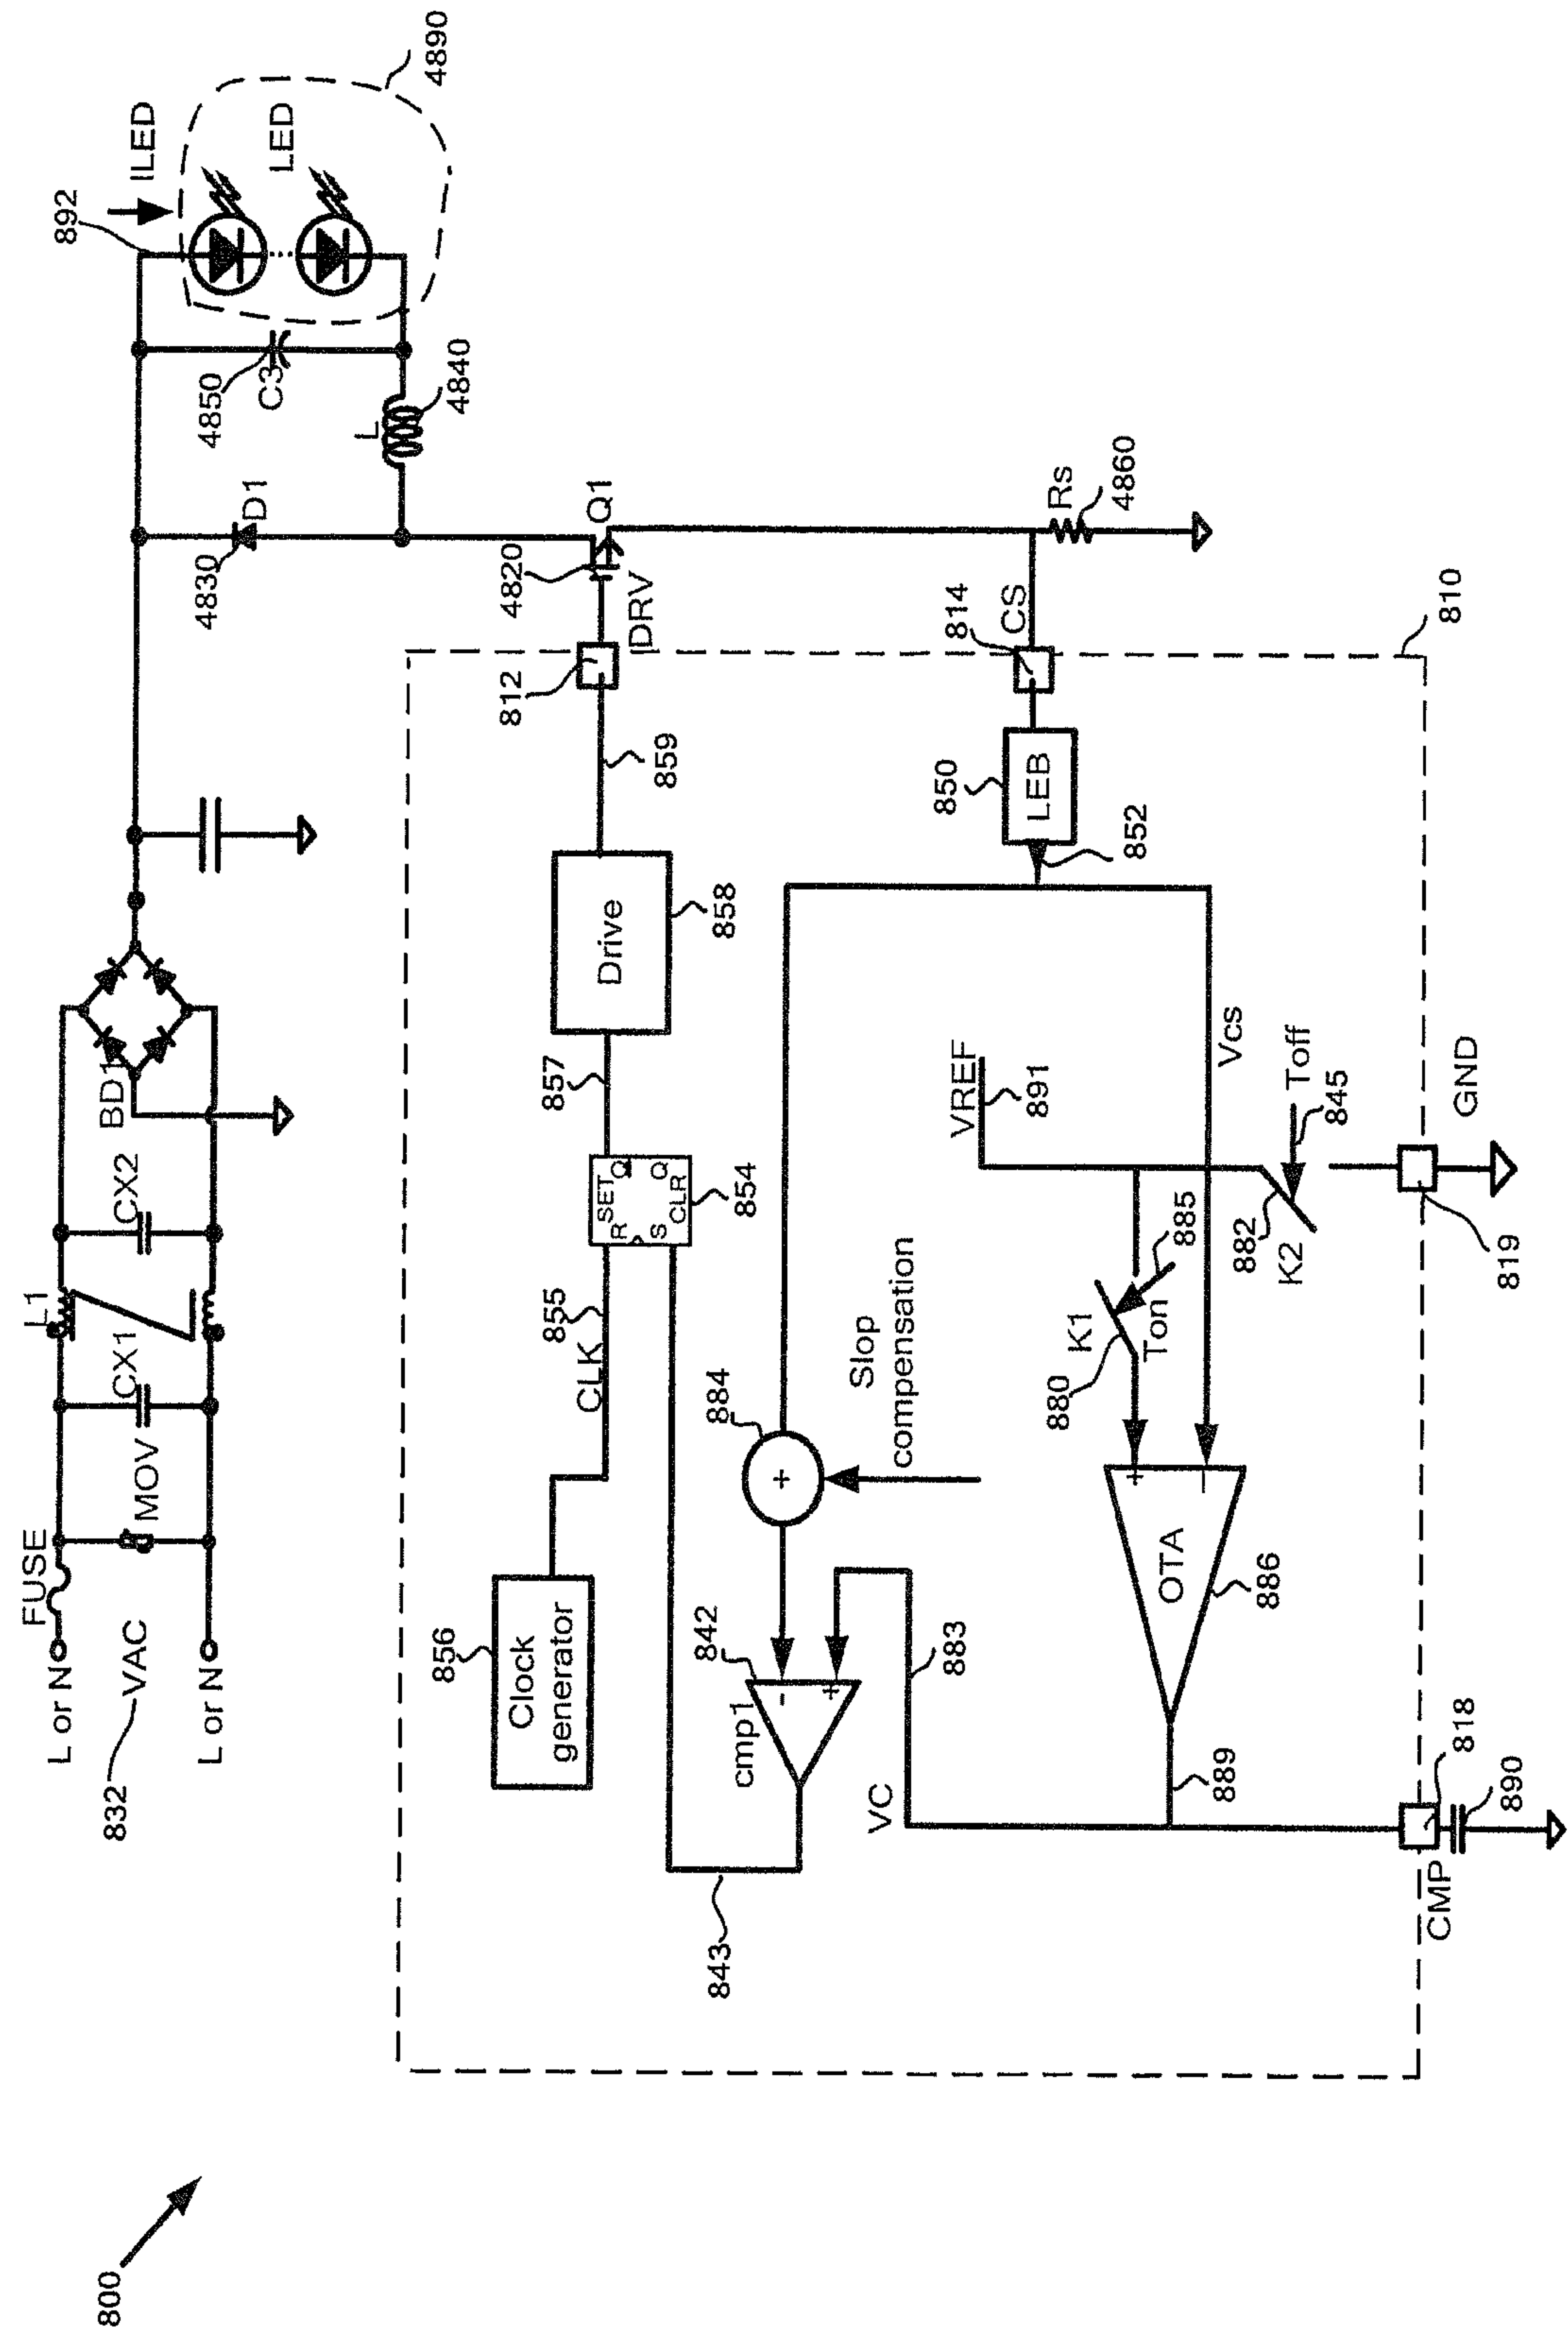 800
L or N
FUSE
MOV
CX1
L1
CX2
BD1
832
VAC
L or N
892
ILED
4890
LED
4850
C3
L
4840
4830
D1
4820
Q1
812
DRV
859
Drive
858
857
SET
Q
R
S
CLR
Q
854
855
CLK
856
Clock
generator
843
cmp1
842
-
+
+
884
Slop
compensation
VC
883
VREF
891
850
LEB
852
814
CS
Rs
4860
810
K1
880
Ton
885
Vcs
882
K2
Toff
845
+
-
OTA
886
889
819
GND
CMP
818
890